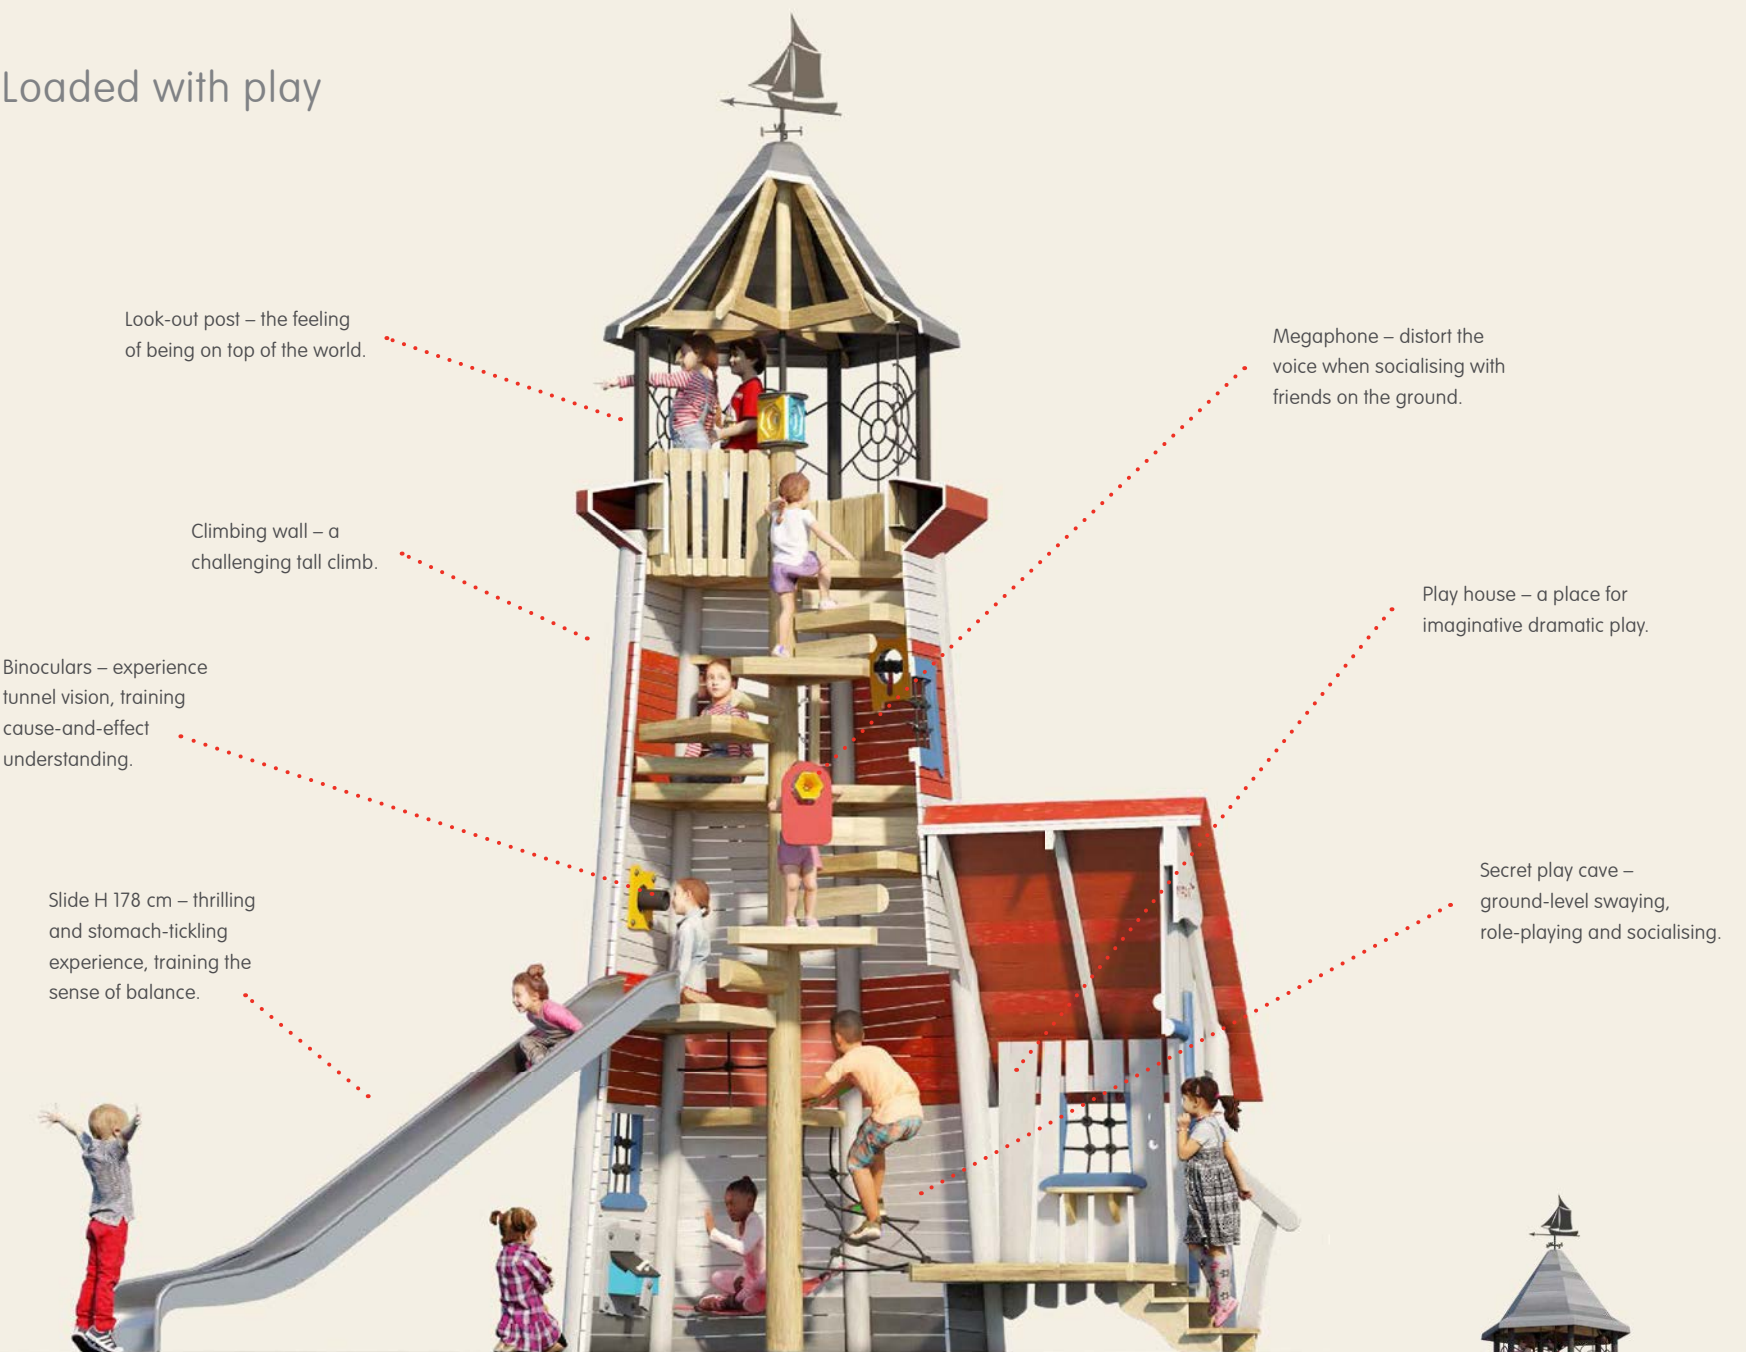 Loaded with play
Look-out post – the feeling
of being on top of the world.
Megaphone – distort the
voice when socialising with
friends on the ground.
Climbing wall – a
challenging tall climb.
Play house – a place for
imaginative dramatic play.
Binoculars – experience
tunnel vision, training
cause-and-effect
understanding.
Secret play cave –
ground-level swaying,
role-playing and socialising.
Slide H 178 cm – thrilling
and stomach-tickling
experience, training the
sense of balance.